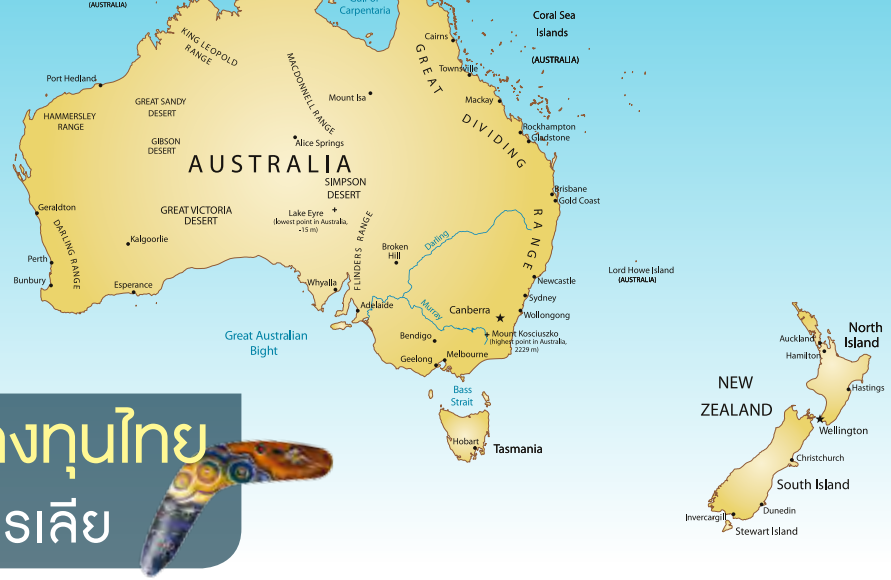 (AUSTRALIA)
Gulf of
Carpentaria
Coral Sea
Islands
(AUSTRALIA)
Cairns
KING LEOPOLD
RANGE
GREAT
Townsville
MACDONNELL RANGE
Port Hedland
Mount Isa
Mackay
GREAT SANDY
DESERT
HAMMERSLEY
RANGE
DIVIDING
Rockhampton
Gladstone
GIBSON
DESERT
Alice Springs
AUSTRALIA
SIMPSON
DESERT
Brisbane
Gold Coast
Geraldton
GREAT VICTORIA
DESERT
Lake Eyre
(lowest point in Australia,
-15 m)
RANGE
DARLING RANGE
Kalgoorlie
FLINDERS RANGE
Broken
Hill
Darling
Perth
Bunbury
Esperance
Whyalla
Lord Howe Island
(AUSTRALIA)
Newcastle
Sydney
Adelaide
Murray
Canberra
Wollongong
Great Australian
Bight
Bendigo
Mount Kosciuszko
(highest point in Australia,
2229 m)
Geelong
Melbourne
Auckland
North
Island
Hamilton
Bass
Strait
NEW
ZEALAND
Hastings
Wellington
Hobart
Tasmania
Christchurch
South Island
Dunedin
Invercargill
Stewart Island
งทุนไทย
รเลีย